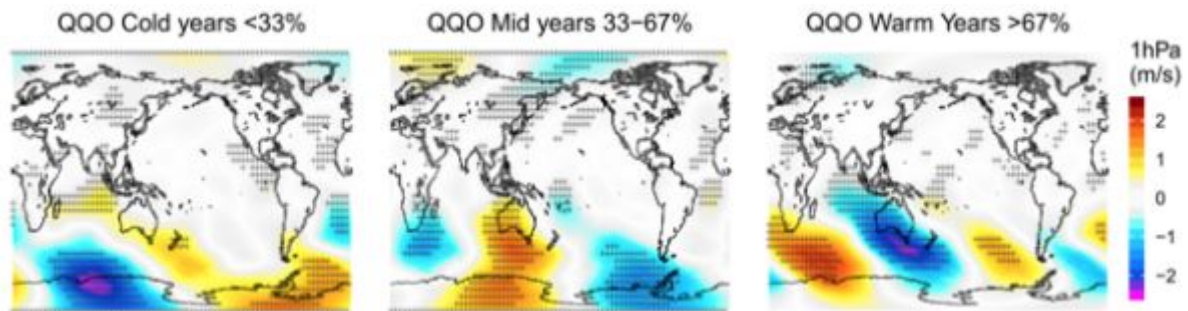 QQO Cold years <33%
QQO Mid years 33−67%
QQO Warm Years >67%
1hPa
(m/s)
2
1
0
−1
−2